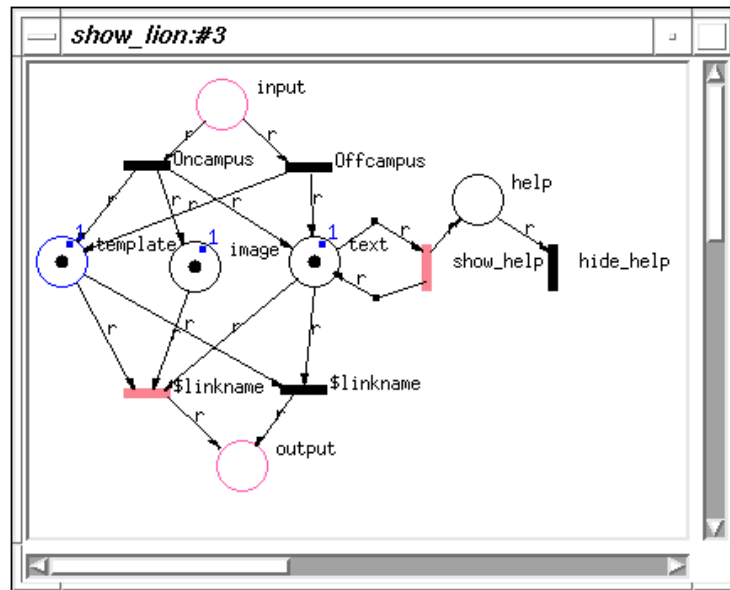 show_lion:#3
input
r r
Oncampus Offcampus
help
r r r r r
r r
1 1 1
template image text
show_help hide_help
r
r r r r
$linkname $linkname
r r
output